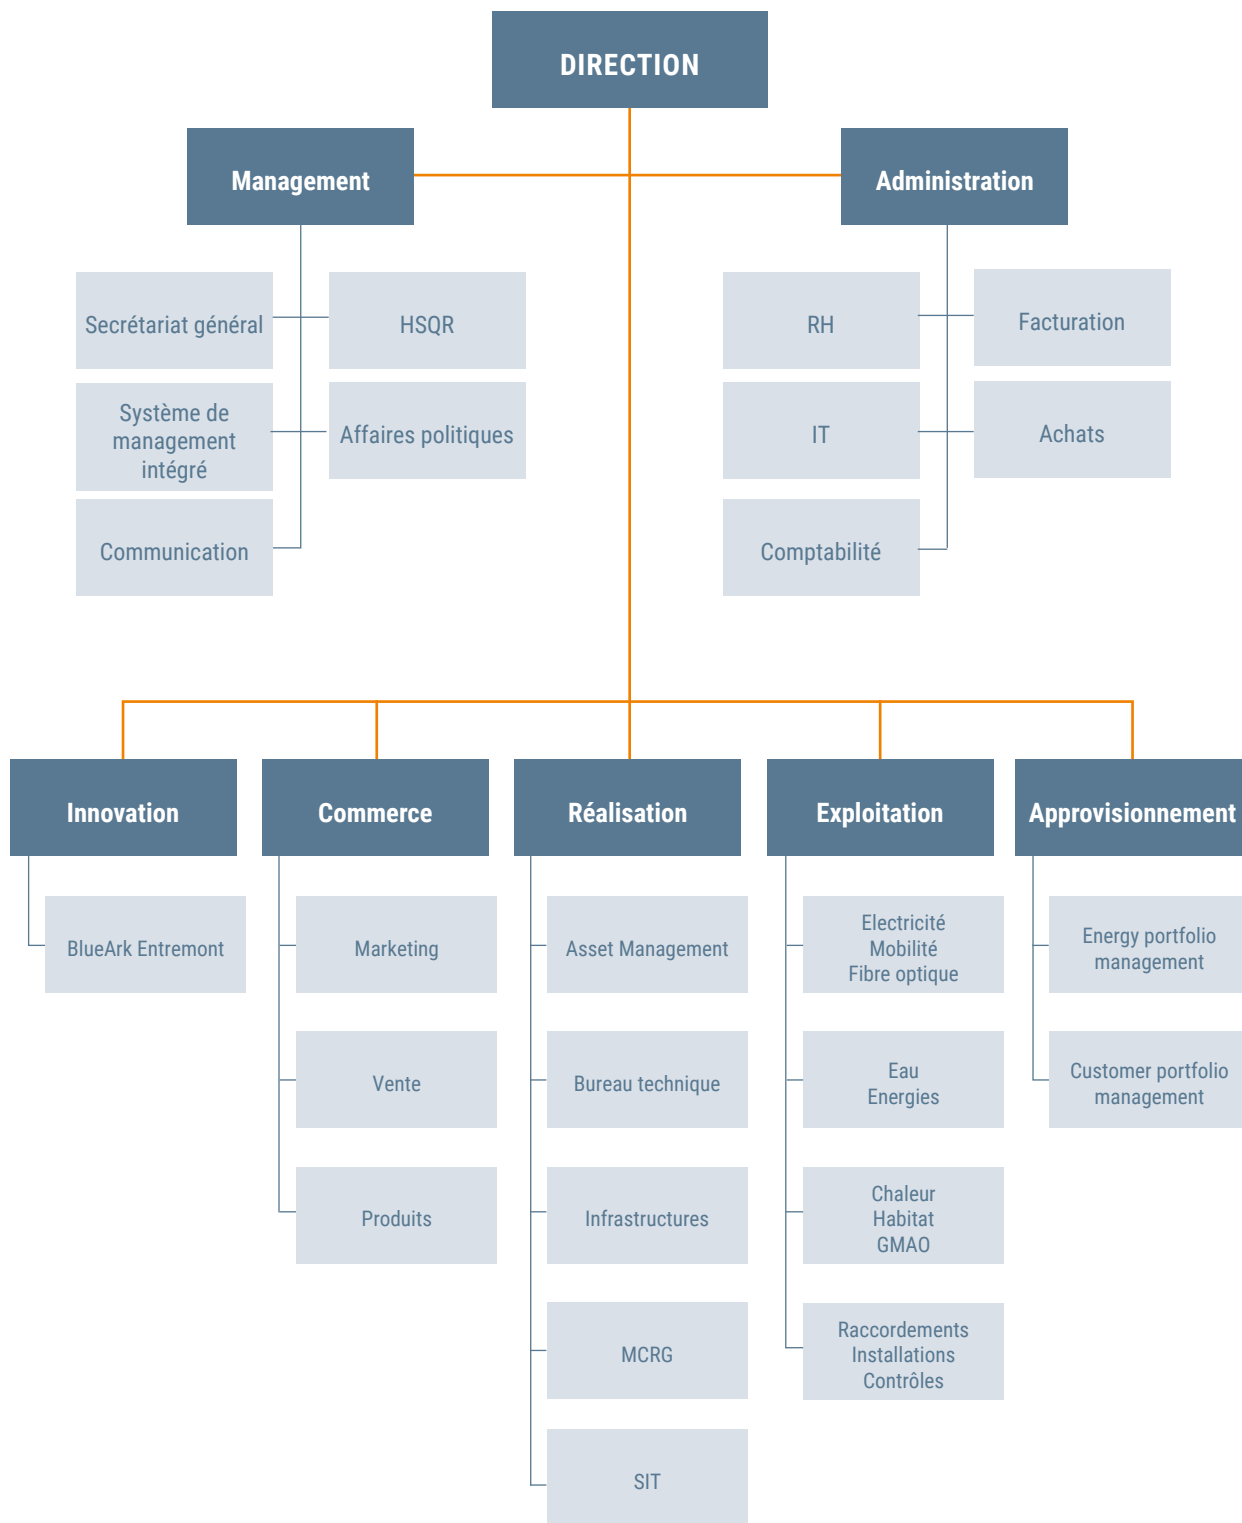 DIRECTION
Management
Administration
Secrétariat général
HSQR
RH
Facturation
Système de
management
intégré
Affaires politiques
IT
Achats
Communication
Comptabilité
Innovation
Commerce
Réalisation
Exploitation
Approvisionnement
BlueArk Entremont
Marketing
Asset Management
Electricité
Mobilité
Fibre optique
Energy portfolio
management
Vente
Bureau technique
Eau
Energies
Customer portfolio
management
Produits
Infrastructures
Chaleur
Habitat
GMAO
MCRG
Raccordements
Installations
Contrôles
SIT